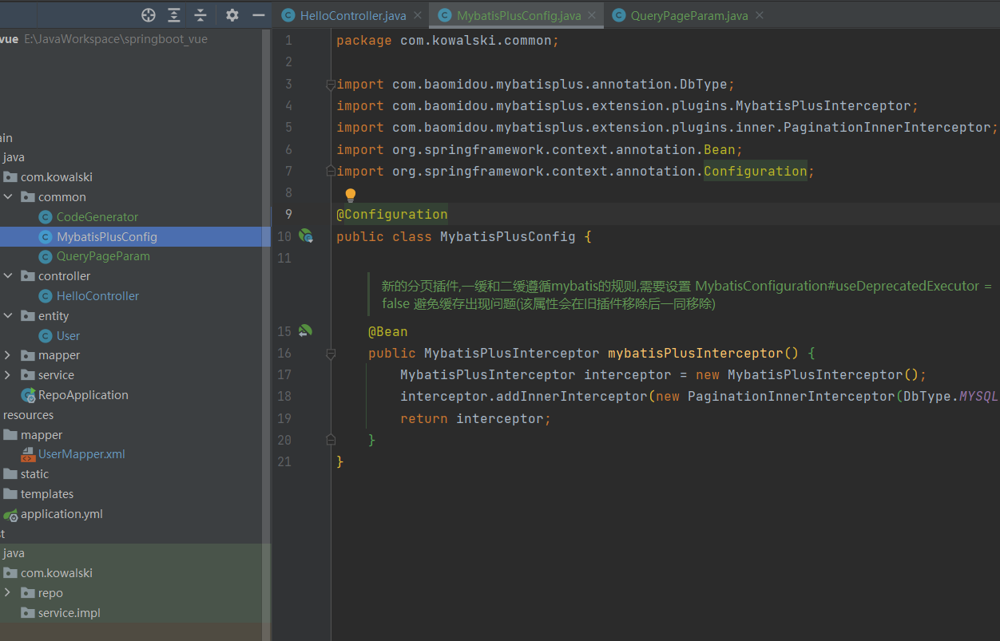 HelloController.java
MybatisPlusConfig.java
QueryPageParam.java
vue E:\JavaWorkspace\springboot_vue
ain
java
com.kowalski
common
CodeGenerator
MybatisPlusConfig
QueryPageParam
controller
HelloController
entity
User
mapper
service
RepoApplication
resources
mapper
UserMapper.xml
static
templates
application.yml
st
java
com.kowalski
repo
service.impl
1 package com.kowalski.common;
2
3 import com.baomidou.mybatisplus.annotation.DbType;
4 import com.baomidou.mybatisplus.extension.plugins.MybatisPlusInterceptor;
5 import com.baomidou.mybatisplus.extension.plugins.inner.PaginationInnerInterceptor;
6 import org.springframework.context.annotation.Bean;
7 import org.springframework.context.annotation.Configuration;
8
9 @Configuration
10 public class MybatisPlusConfig {
11
新的分页插件,一缓和二缓遵循mybatis的规则,需要设置 MybatisConfiguration#useDeprecatedExecutor =
false 避免缓存出现问题(该属性会在旧插件移除后一同移除)
15 @Bean
16 public MybatisPlusInterceptor mybatisPlusInterceptor() {
17 MybatisPlusInterceptor interceptor = new MybatisPlusInterceptor();
18 interceptor.addInnerInterceptor(new PaginationInnerInterceptor(DbType.MYSQL
19 return interceptor;
20 }
21 }